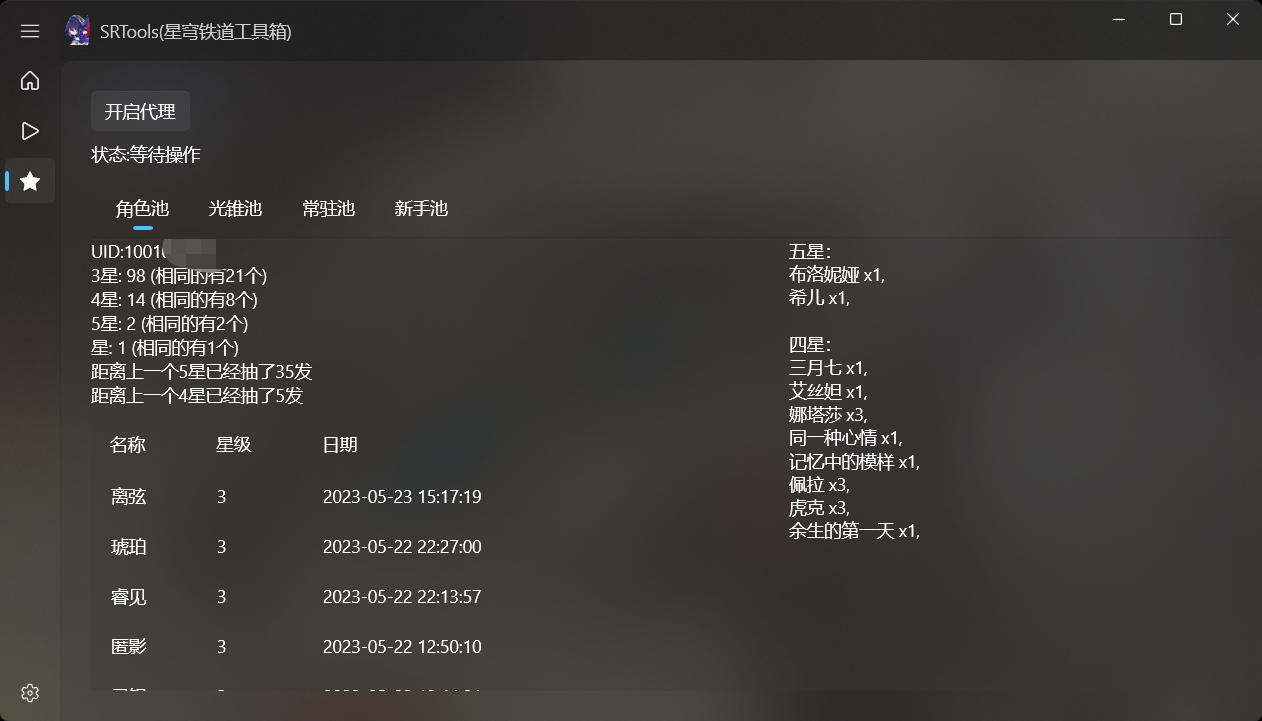 SRTools(星穹铁道工具箱)
开启代理
状态:等待操作
角色池 光锥池 常驻池 新手池
UID:1001
3星: 98 (相同的有21个)
4星: 14 (相同的有8个)
5星: 2 (相同的有2个)
星: 1 (相同的有1个)
距离上一个5星已经抽了35发
距离上一个4星已经抽了5发
名称 星级 日期
离弦 3 2023-05-23 15:17:19
琥珀 3 2023-05-22 22:27:00
睿见 3 2023-05-22 22:13:57
匿影 3 2023-05-22 12:50:10
五星：
布洛妮娅 x1,
希儿 x1,
四星：
三月七 x1,
艾丝妲 x1,
娜塔莎 x3,
同一种心情 x1,
记忆中的模样 x1,
佩拉 x3,
虎克 x3,
余生的第一天 x1,